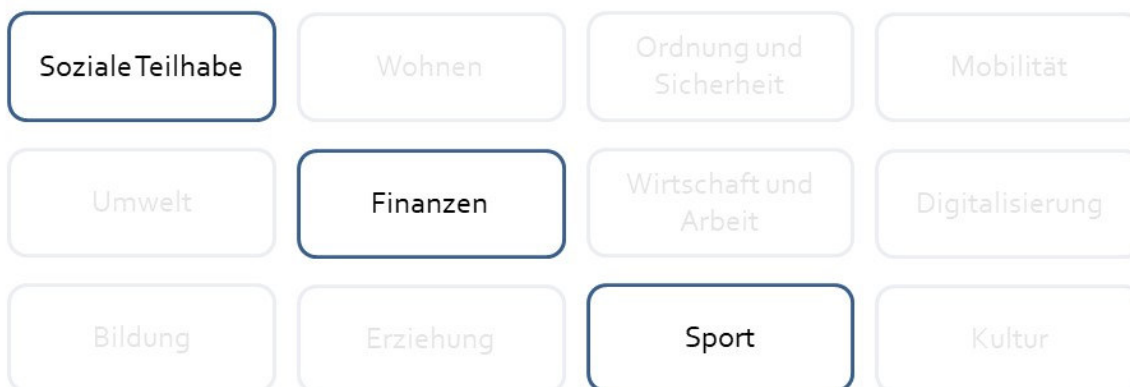 Soziale Teilhabe
Wohnen
Ordnung und
Sicherheit
Mobilität
Umwelt
Finanzen
Wirtschaft und
Arbeit
Digitalisierung
Bildung
Erziehung
Sport
Kultur